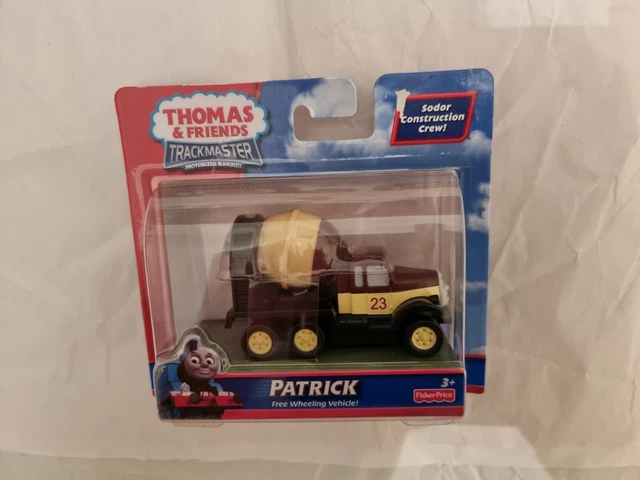 THOMAS
& FRIENDS
TRACKMASTER
MOTORIZED RAILWAY
Sodor
Construction
Crew!
23
PATRICK
Free Wheeling Vehicle!
3+
Fisher-Price